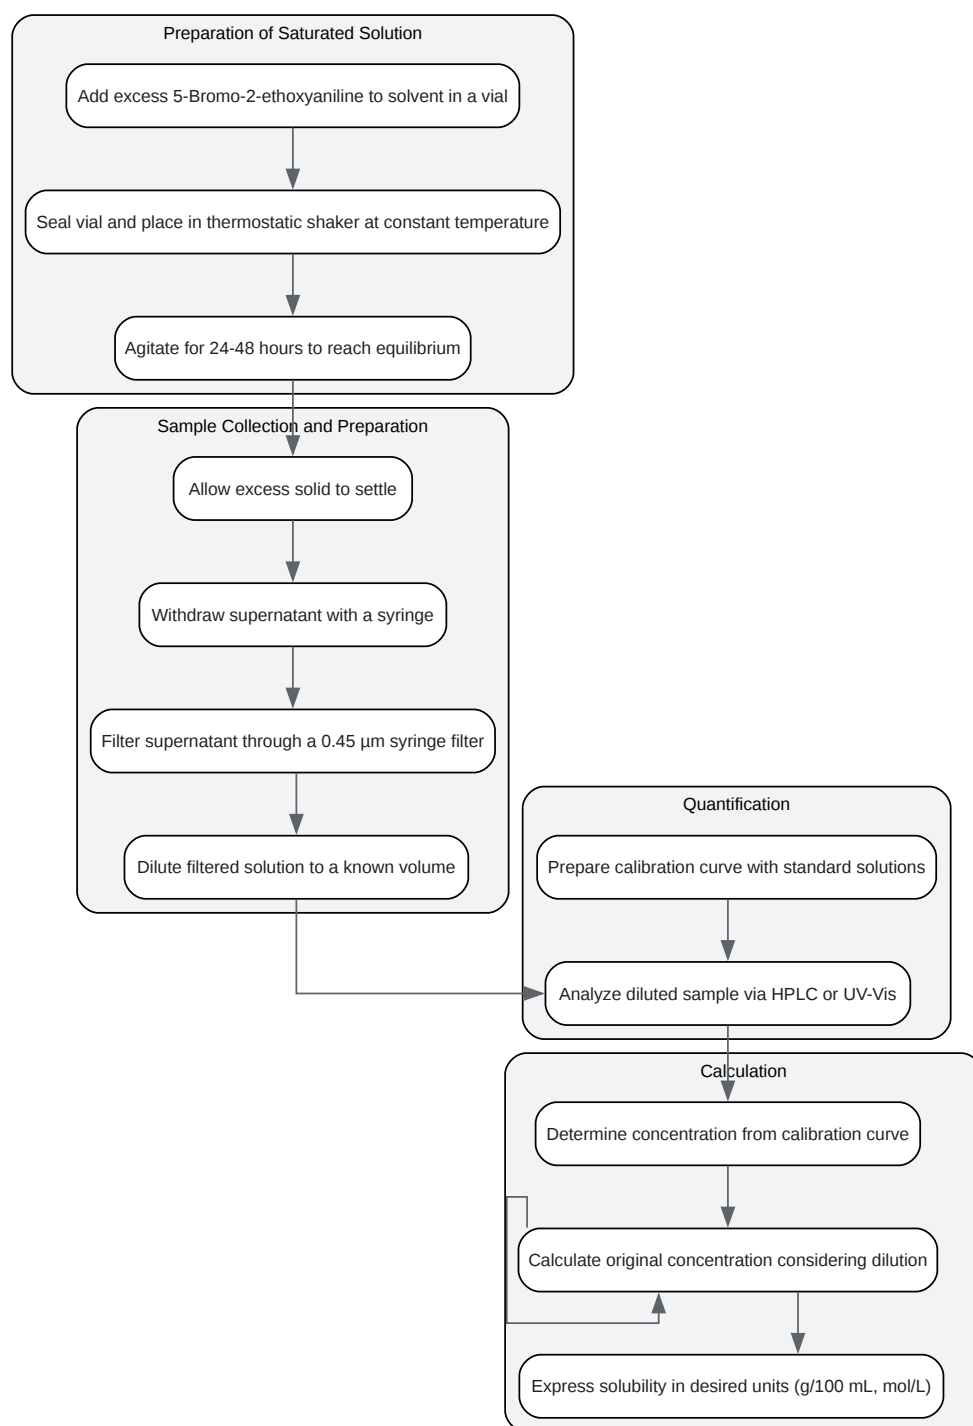 Preparation of Saturated Solution
Add excess 5-Bromo-2-ethoxyaniline to solvent in a vial
Seal vial and place in thermostatic shaker at constant temperature
Agitate for 24-48 hours to reach equilibrium
Sample Collection and Preparation
Allow excess solid to settle
Withdraw supernatant with a syringe
Filter supernatant through a 0.45 µm syringe filter
Dilute filtered solution to a known volume
Quantification
Prepare calibration curve with standard solutions
Analyze diluted sample via HPLC or UV-Vis
Calculation
Determine concentration from calibration curve
Calculate original concentration considering dilution
Express solubility in desired units (g/100 mL, mol/L)